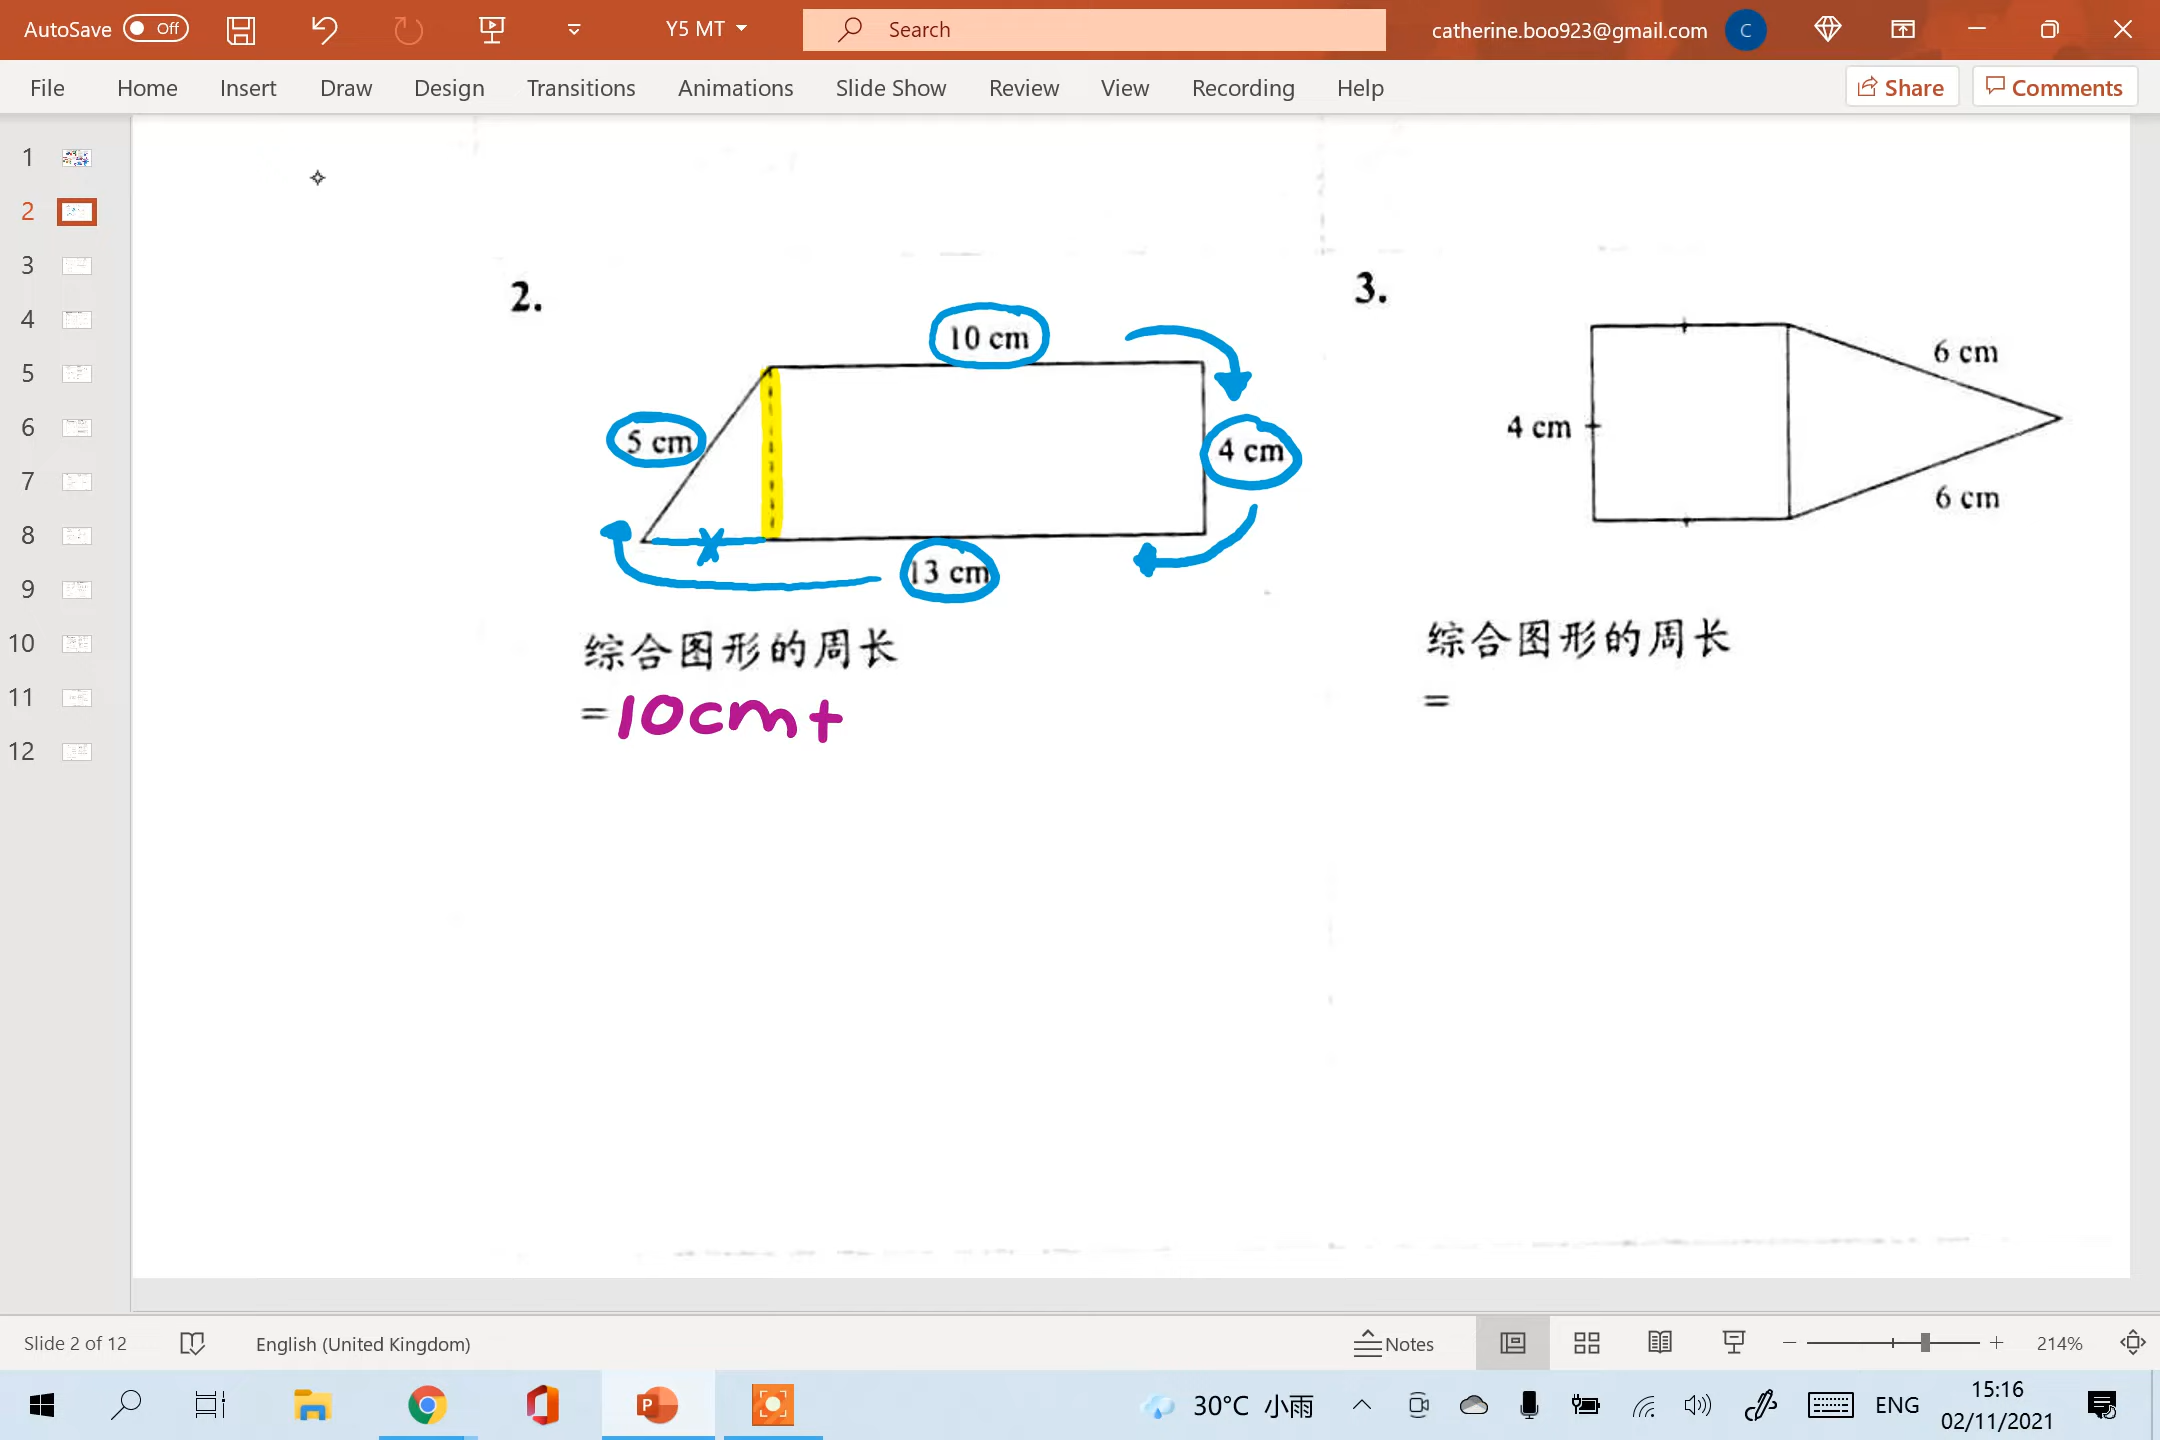 AutoSave Off Y5 MT Search catherine.boo923@gmail.com C
File Home Insert Draw Design Transitions Animations Slide Show Review View Recording Help Share Comments
1
2
3
4
5
6
7
8
9
10
11
12
2.
10 cm
5 cm
4 cm
13 cm
综合图形的周长
=10cm+
3.
6 cm
4 cm
6 cm
综合图形的周长
=
Slide 2 of 12 English (United Kingdom) Notes 214%
P 30°C 小雨 ENG 15:16
02/11/2021